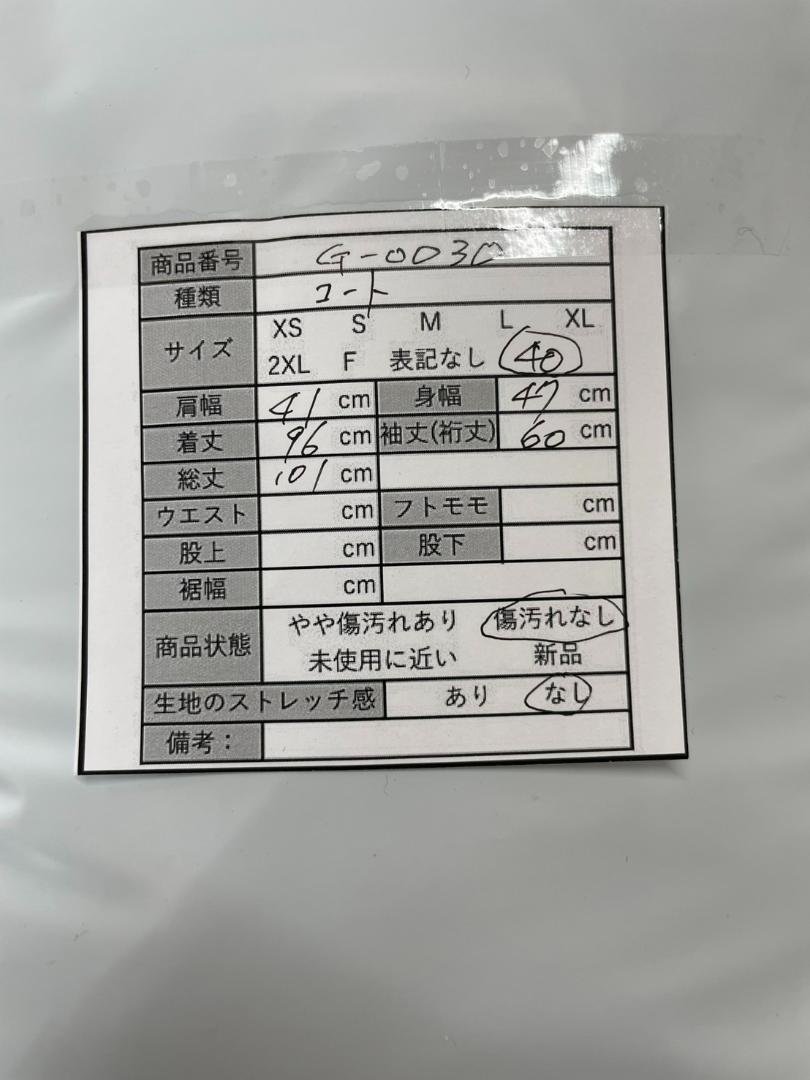 商品番号 G-0030
種類 コート
サイズ XS S M L XL
2XL F 表記なし 40
肩幅 41 cm 身幅 47 cm
着丈 96 cm 袖丈(裄丈) 60 cm
総丈 101 cm
ウエスト cm フトモモ cm
股上 cm 股下 cm
裾幅 cm
商品状態 やや傷汚れあり 傷汚れなし
未使用に近い 新品
生地のストレッチ感 あり なし
備考：